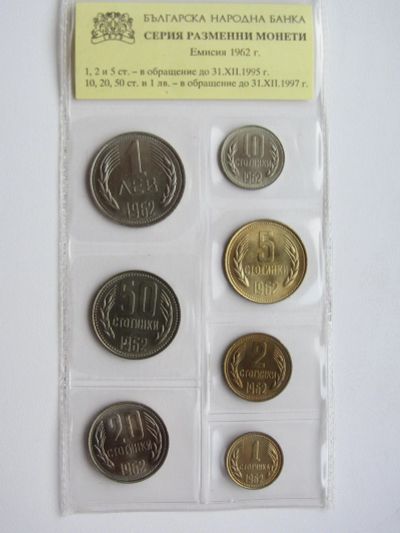 БЪЛГАРСКА НАРОДНА БАНКА
СЕРИЯ РАЗМЕННИ МОНЕТИ
Емисия 1962 г.
1, 2 и 5 ст. – в обращение до 31.XII.1995 г.
10, 20, 50 ст. и 1 лв. – в обращение до 31.XII.1997 г.
1
ЛЕВ
1962
10
СТОТИНКИ
1962
5
СТОТИНКИ
1962
50
СТОТИНКИ
1962
2
СТОТИНКИ
1962
20
СТОТИНКИ
1962
1
СТОТИНКА
1962